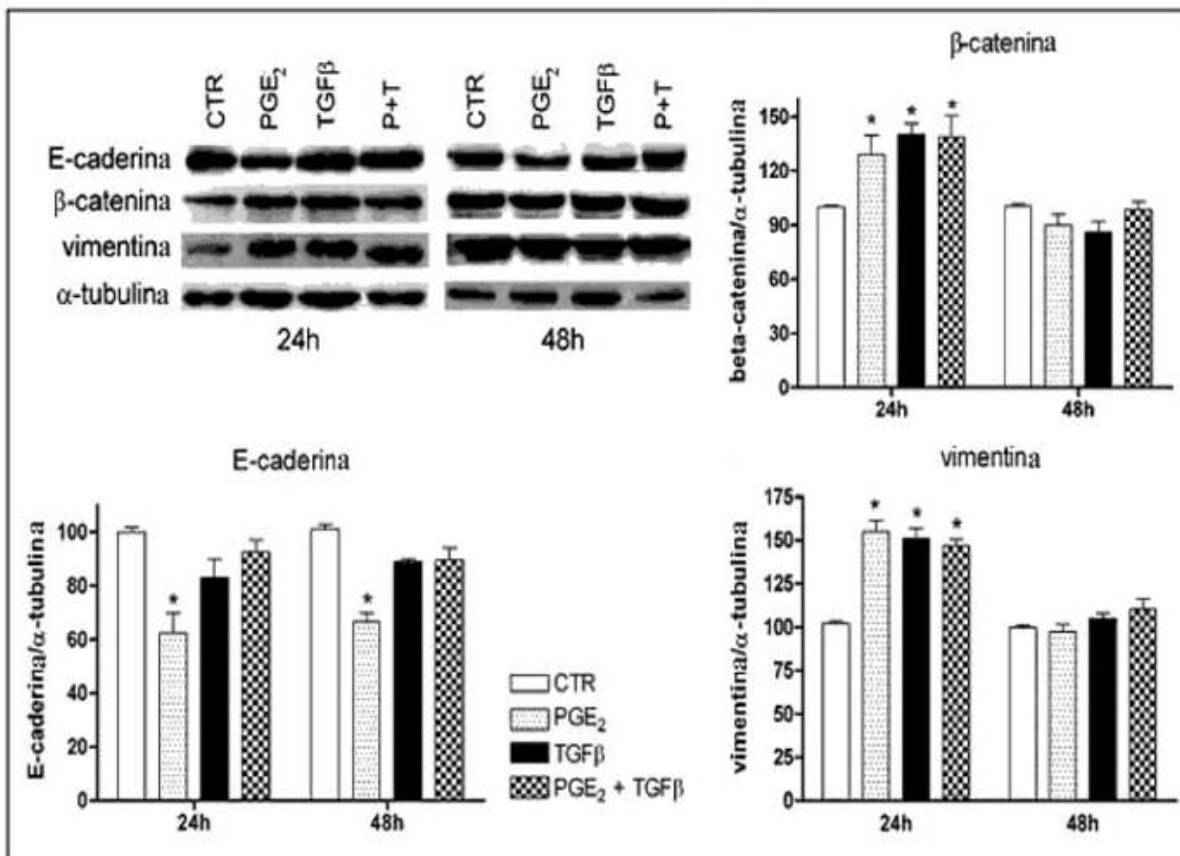 CTR PGE₂ TGFβ P+T CTR PGE₂ TGFβ P+T
E-caderina
β-catenina
vimentina
α-tubulina
24h 48h
β-catenina
beta-catenina/α-tubulina
150
120
90
60
30
0
* * *
24h 48h
E-caderina
E-caderina/α-tubulina
100
80
60
40
20
0
* *
24h 48h
CTR
PGE₂
TGFβ
PGE₂ + TGFβ
vimentina
vimentina/α-tubulina
175
150
125
100
75
50
25
0
* * *
24h 48h